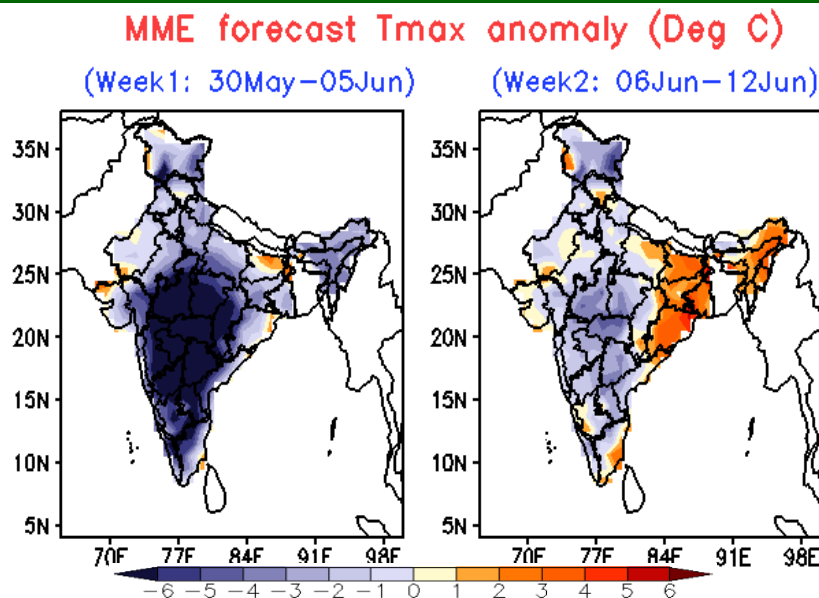 MME forecast Tmax anomaly (Deg C)
(Week1: 30May-05Jun)
(Week2: 06Jun-12Jun)
35N
30N
25N
20N
15N
10N
5N
70E 77E 84E 91E 98E
35N
30N
25N
20N
15N
10N
5N
70E 77E 84E 91E 98E
-6 -5 -4 -3 -2 -1 0 1 2 3 4 5 6